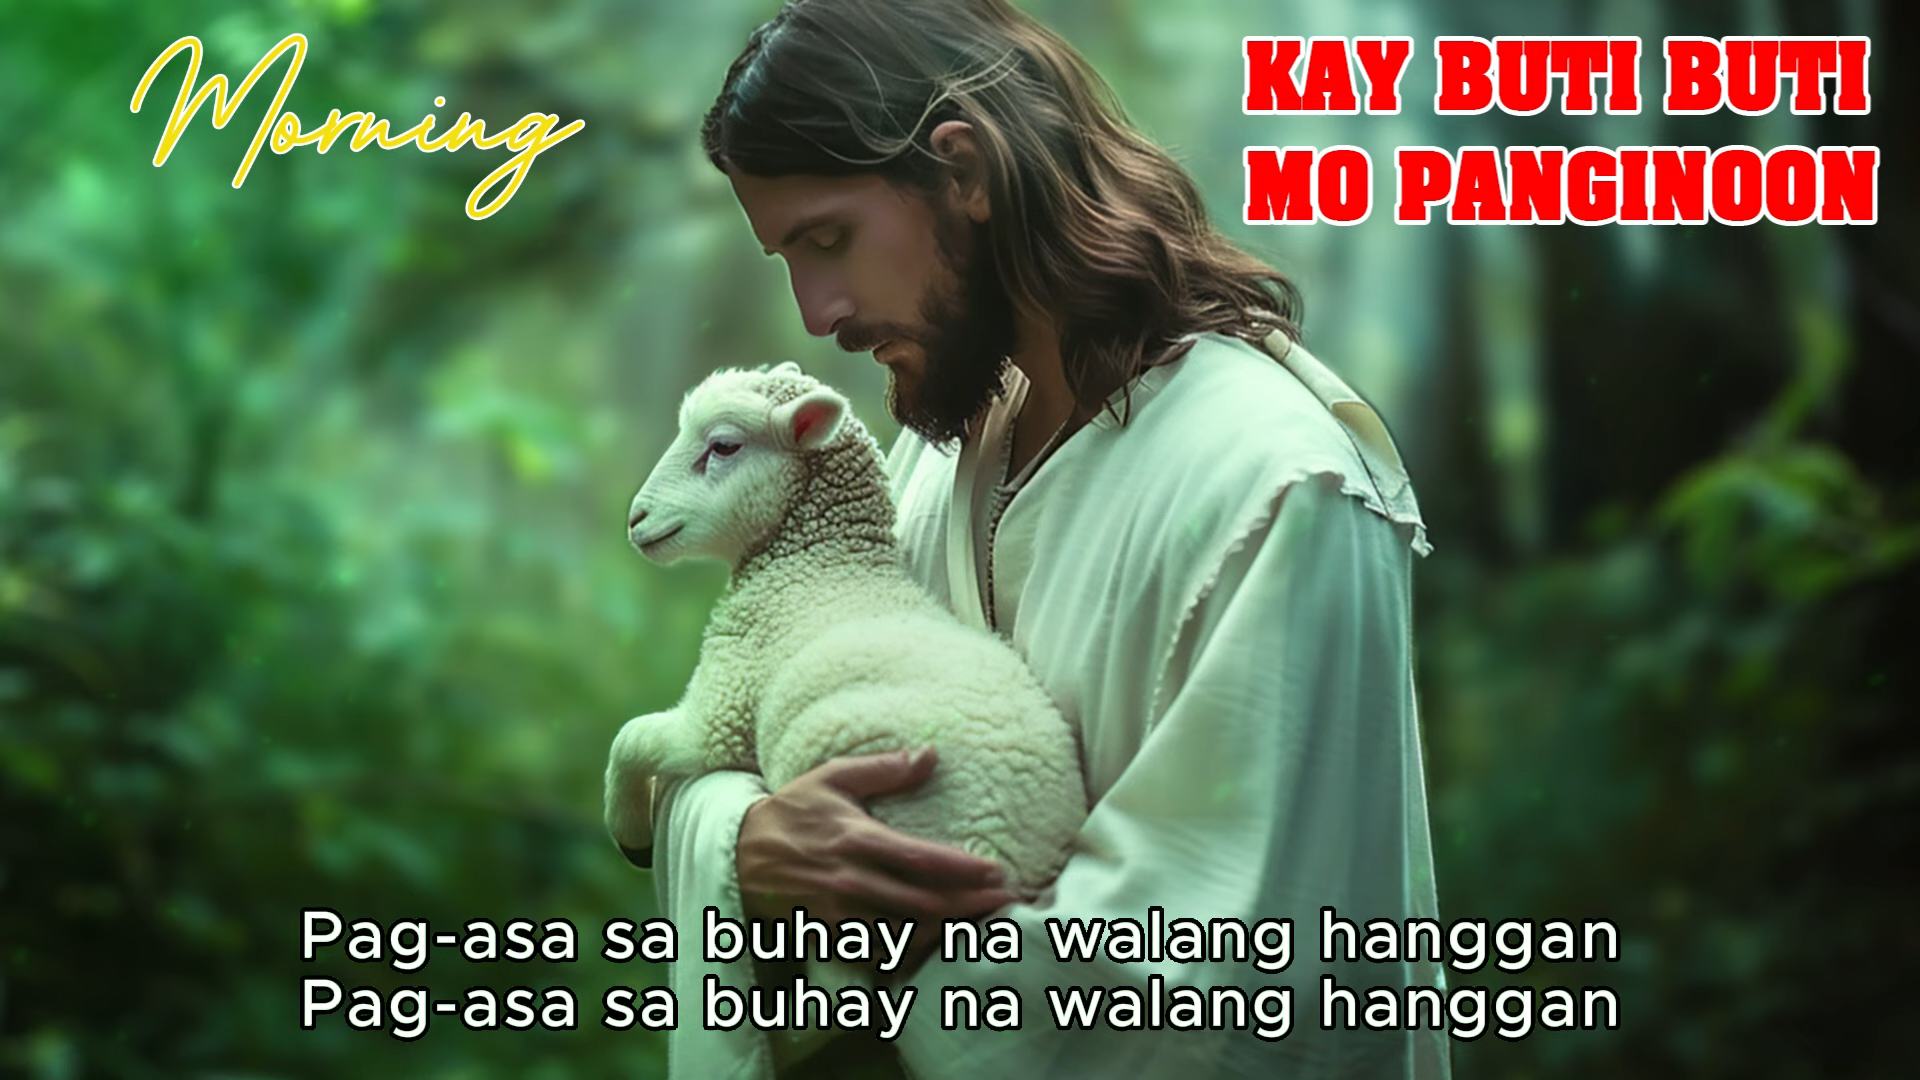 Morning
KAY BUTI BUTI
MO PANGINOON
Pag-asa sa buhay na walang hanggan
Pag-asa sa buhay na walang hanggan